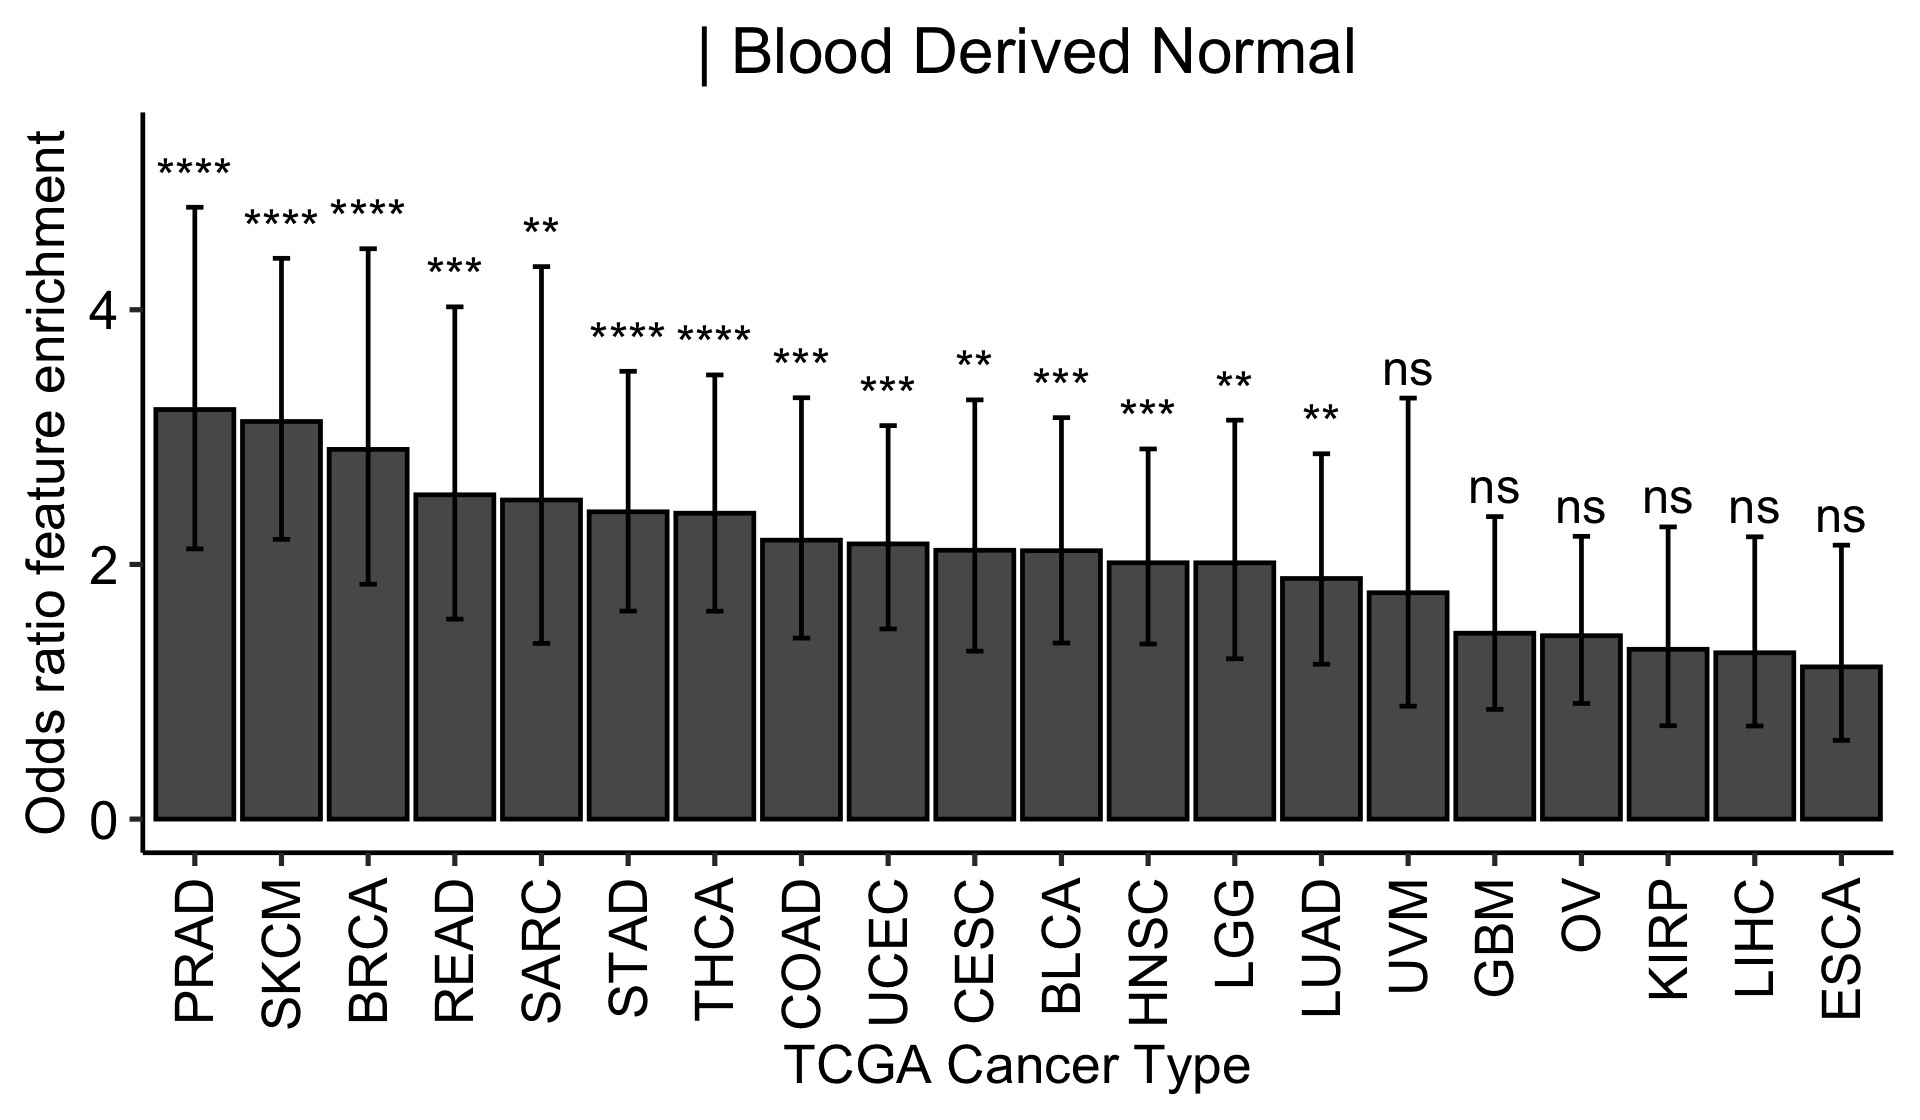 | Blood Derived Normal
Odds ratio feature enrichment
4
2
0
****
****
****
***
**
****
****
***
***
**
***
***
**
**
ns
ns
ns
ns
ns
ns
PRAD
SKCM
BRCA
READ
SARC
STAD
THCA
COAD
UCEC
CESC
BLCA
HNSC
LGG
LUAD
UVM
GBM
OV
KIRP
LIHC
ESCA
TCGA Cancer Type